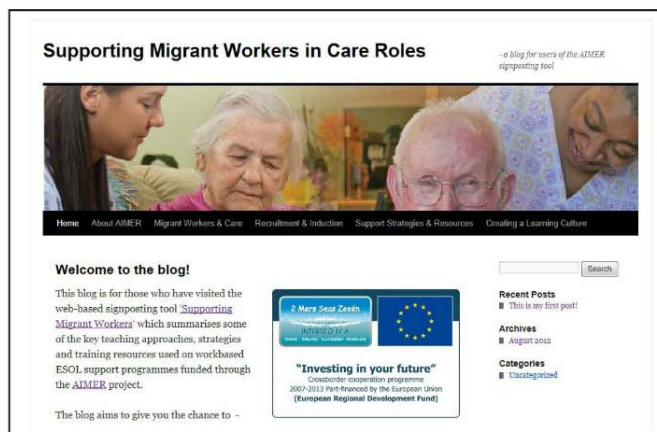 Supporting Migrant Workers in Care Roles
- a blog for users of the AIMER
signposting tool
Home About AIMER Migrant Workers & Care Recruitment & Induction Support Strategies & Resources Creating a Learning Culture
Welcome to the blog!
This blog is for those who have visited the
web-based signposting tool 'Supporting
Migrant Workers' which summarises some
of the key teaching approaches, strategies
and training resources used on workbased
ESOL support programmes funded through
the AIMER project.
The blog aims to give you the chance to -
2 Mers Seas Zeeën
INTERREG IV A
"Investing in your future"
Crossborder cooperation programme
2007-2013 Part-financed by the European Union
(European Regional Development Fund)
Search
Recent Posts
This is my first post!
Archives
August 2012
Categories
Uncategorized